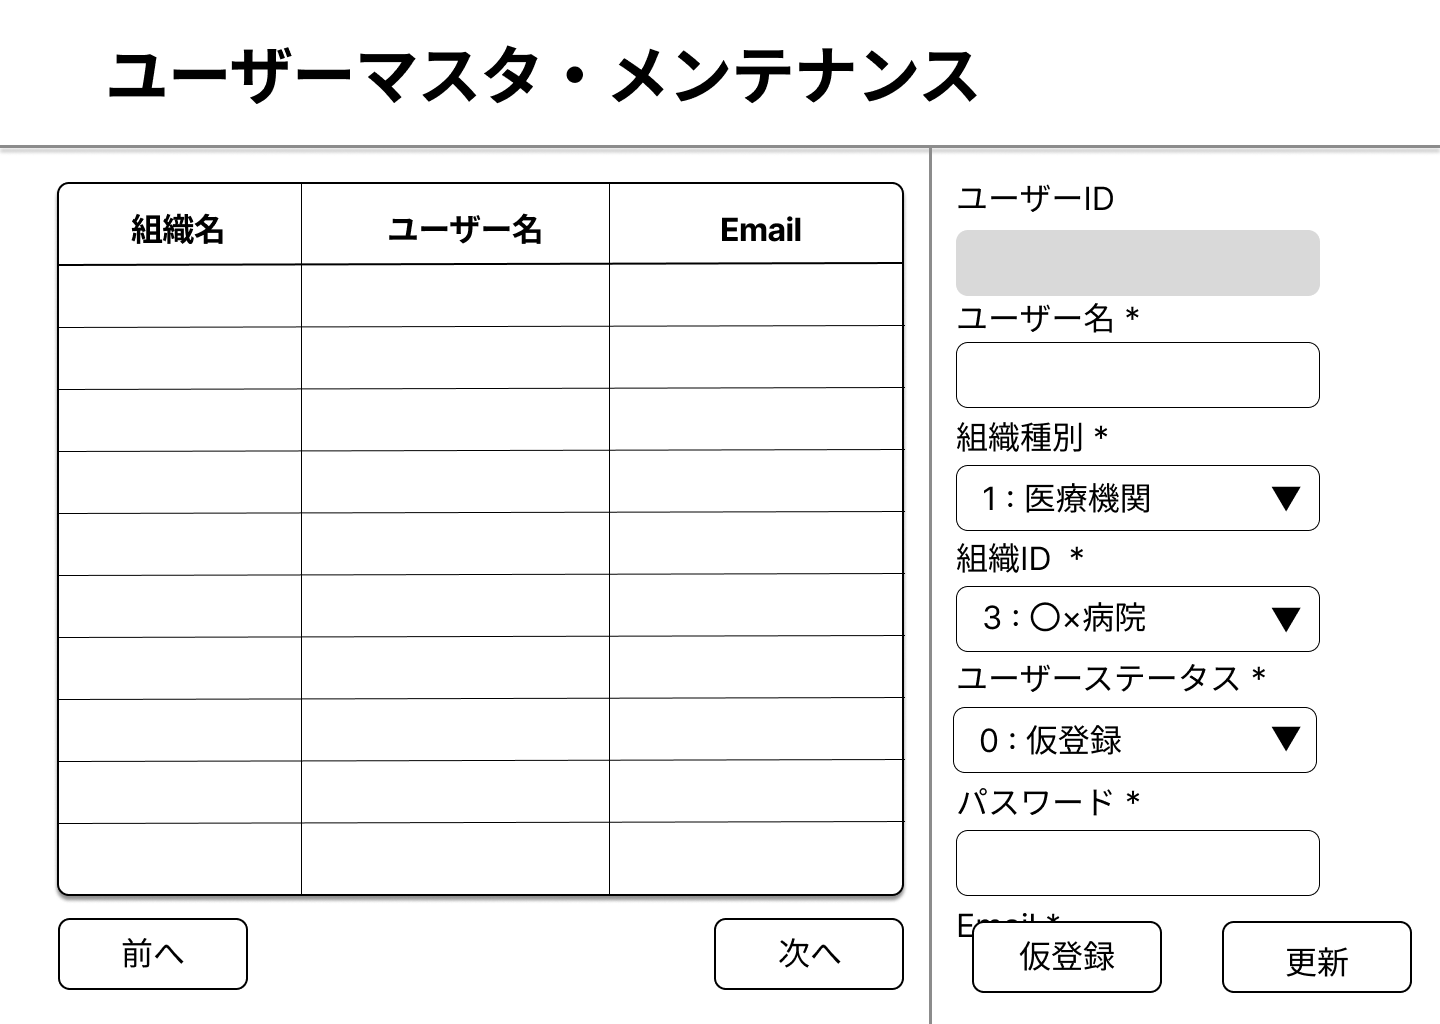 ユーザーマスタ・メンテナンス
組織名 ユーザー名 Email
前へ 次へ
ユーザーID
ユーザー名 *
組織種別 *
1 : 医療機関 ▼
組織ID *
3 : 〇×病院 ▼
ユーザーステータス *
0 : 仮登録 ▼
パスワード *
Email *
仮登録 更新